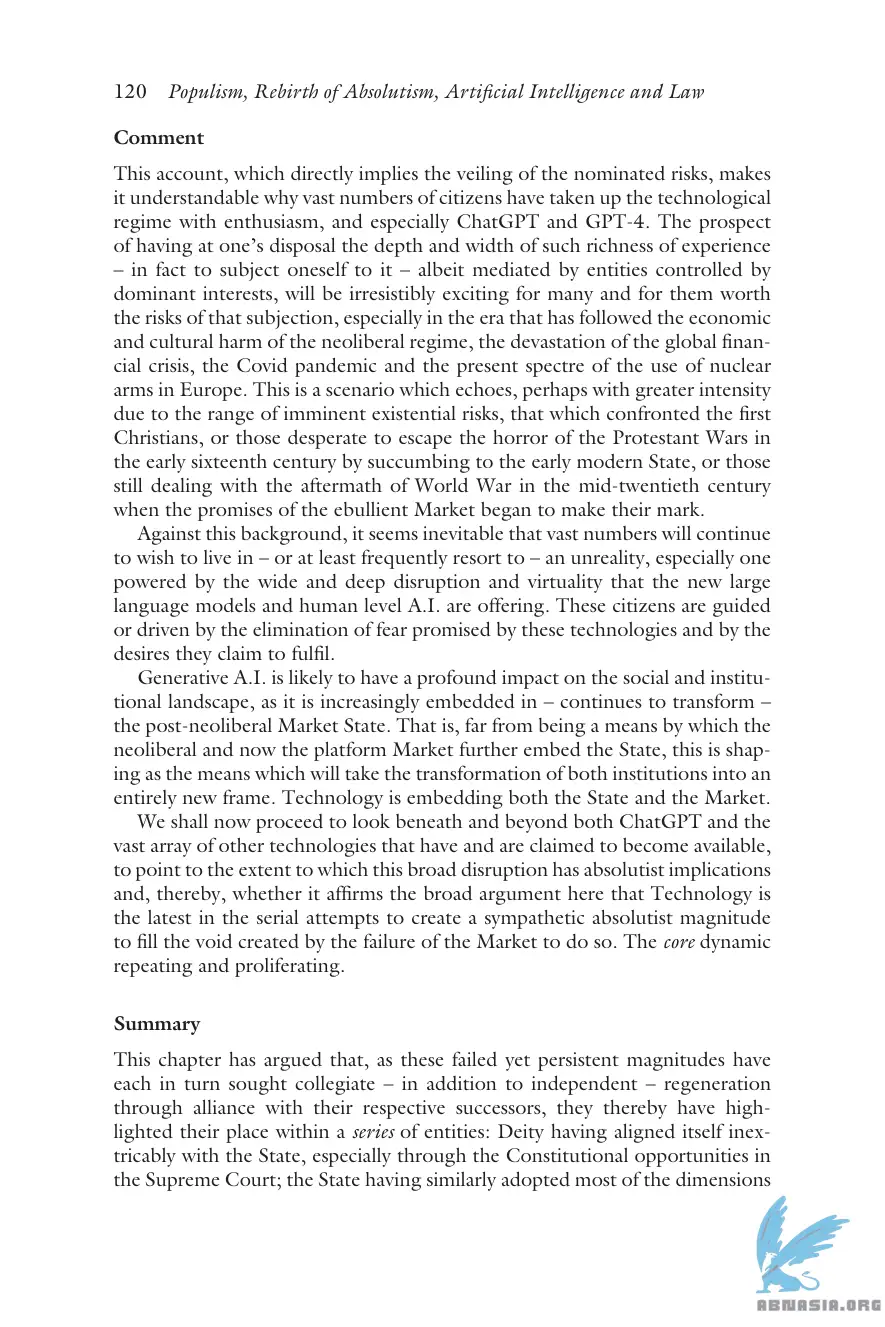 120 Populism, Rebirth of Absolutism, Artificial Intelligence and Law
Comment
This account, which directly implies the veiling of the nominated risks, makes
it understandable why vast numbers of citizens have taken up the technological
regime with enthusiasm, and especially ChatGPT and GPT-4. The prospect
of having at one's disposal the depth and width of such richness of experience
– in fact to subject oneself to it – albeit mediated by entities controlled by
dominant interests, will be irresistibly exciting for many and for them worth
the risks of that subjection, especially in the era that has followed the economic
and cultural harm of the neoliberal regime, the devastation of the global finan-
cial crisis, the Covid pandemic and the present spectre of the use of nuclear
arms in Europe. This is a scenario which echoes, perhaps with greater intensity
due to the range of imminent existential risks, that which confronted the first
Christians, or those desperate to escape the horror of the Protestant Wars in
the early sixteenth century by succumbing to the early modern State, or those
still dealing with the aftermath of World War in the mid-twentieth century
when the promises of the ebullient Market began to make their mark.
Against this background, it seems inevitable that vast numbers will continue
to wish to live in – or at least frequently resort to – an unreality, especially one
powered by the wide and deep disruption and virtuality that the new large
language models and human level A.I. are offering. These citizens are guided
or driven by the elimination of fear promised by these technologies and by the
desires they claim to fulfil.
Generative A.I. is likely to have a profound impact on the social and institu-
tional landscape, as it is increasingly embedded in – continues to transform –
the post-neoliberal Market State. That is, far from being a means by which the
neoliberal and now the platform Market further embed the State, this is shap-
ing as the means which will take the transformation of both institutions into an
entirely new frame. Technology is embedding both the State and the Market.
We shall now proceed to look beneath and beyond both ChatGPT and the
vast array of other technologies that have and are claimed to become available,
to point to the extent to which this broad disruption has absolutist implications
and, thereby, whether it affirms the broad argument here that Technology is
the latest in the serial attempts to create a sympathetic absolutist magnitude
to fill the void created by the failure of the Market to do so. The core dynamic
repeating and proliferating.
Summary
This chapter has argued that, as these failed yet persistent magnitudes have
each in turn sought collegiate – in addition to independent – regeneration
through alliance with their respective successors, they thereby have high-
lighted their place within a series of entities: Deity having aligned itself inex-
tricably with the State, especially through the Constitutional opportunities in
the Supreme Court; the State having similarly adopted most of the dimensions
ABNASIA.ORG